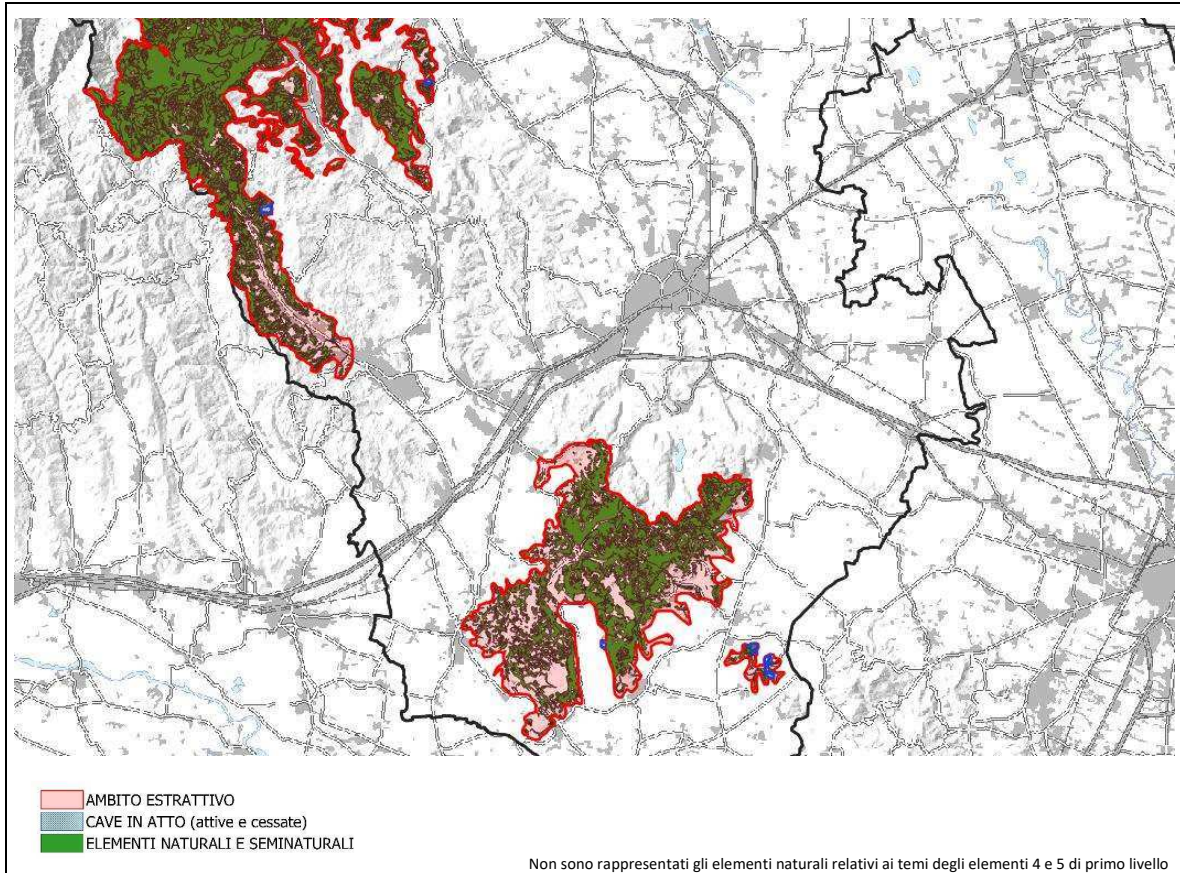 AMBITO ESTRATTIVO
CAVE IN ATTO (attive e cessate)
ELEMENTI NATURALI E SEMINATURALI
Non sono rappresentati gli elementi naturali relativi ai temi degli elementi 4 e 5 di primo livello